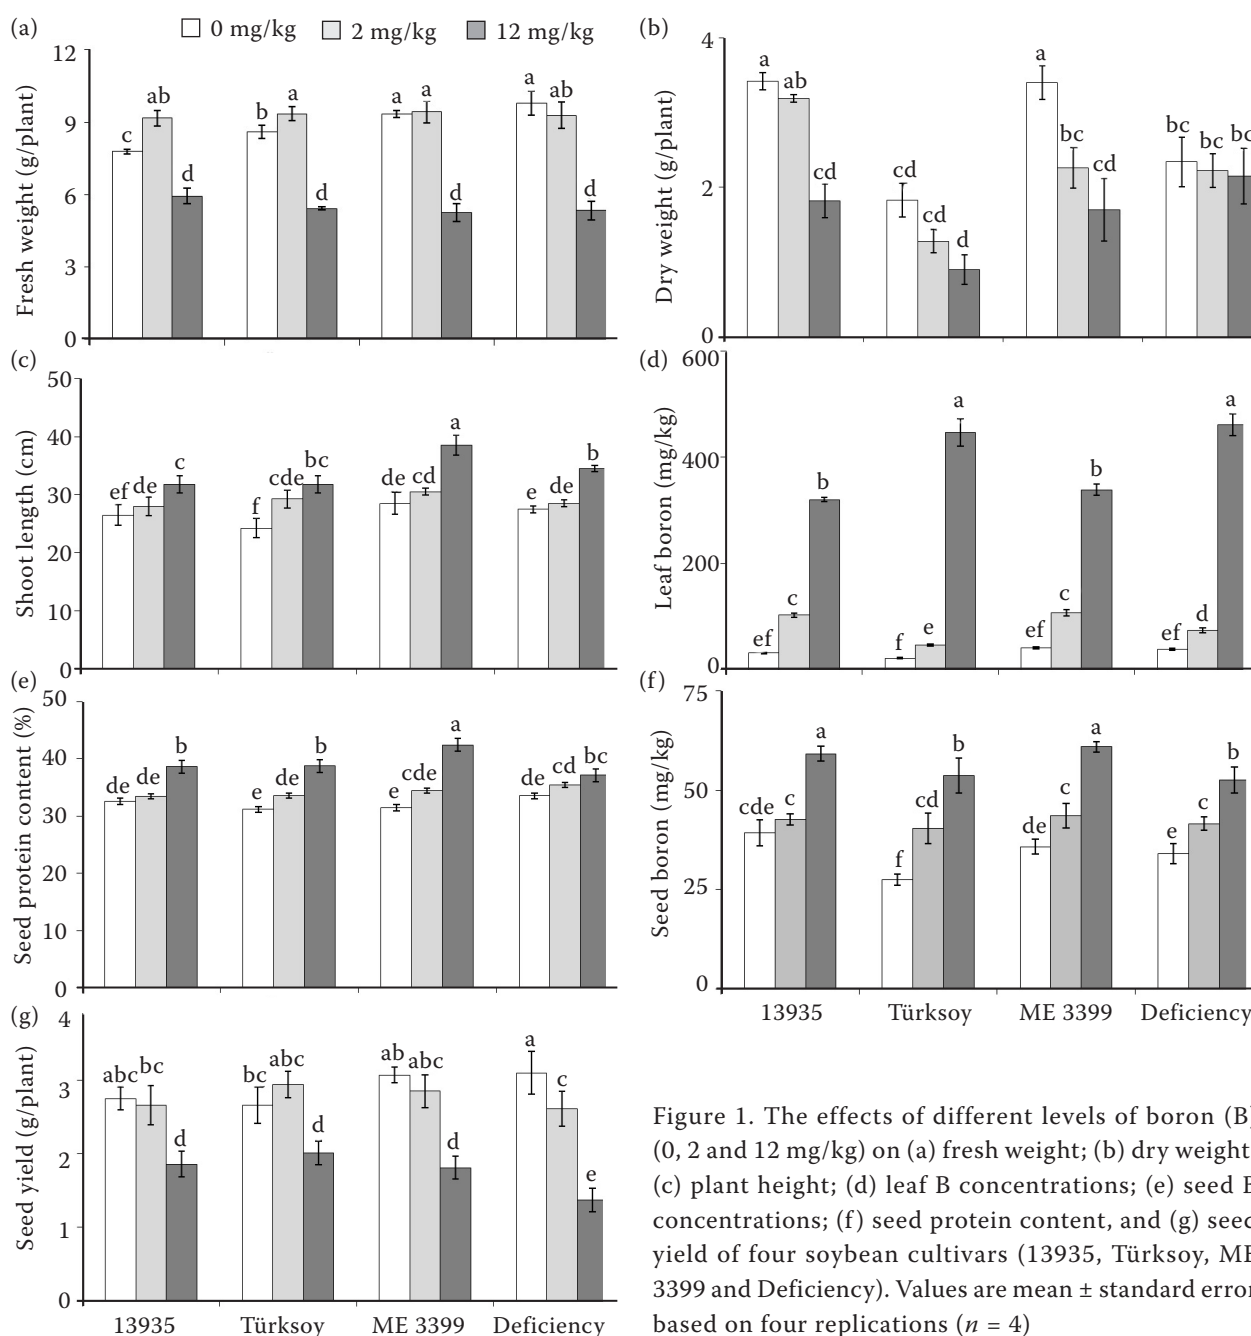 (a)
0 mg/kg 2 mg/kg 12 mg/kg
Fresh weight (g/plant)
12
9
6
3
0
c ab d
b a d
a a d
a ab d
(b)
Dry weight (g/plant)
4
2
0
a ab cd
cd cd d
a bc cd
bc bc bc
(c)
Shoot length (cm)
50
40
30
20
10
0
ef de c
f cde bc
de cd a
e de b
(d)
Leaf boron (mg/kg)
600
400
200
0
ef c b
f e a
ef c b
ef d a
(e)
Seed protein content (%)
50
40
30
20
10
0
de de b
e de b
e cde a
de cd bc
(f)
Seed boron (mg/kg)
75
50
25
0
cde c a
f cd b
de c a
e c b
13935 Türksoy ME 3399 Deficiency
(g)
Seed yield (g/plant)
4
3
2
1
0
abc bc d
bc abc d
ab abc d
a c e
13935 Türksoy ME 3399 Deficiency
Figure 1. The effects of different levels of boron (B)
(0, 2 and 12 mg/kg) on (a) fresh weight; (b) dry weight
(c) plant height; (d) leaf B concentrations; (e) seed B
concentrations; (f) seed protein content, and (g) seed
yield of four soybean cultivars (13935, Türksoy, ME
3399 and Deficiency). Values are mean ± standard error
based on four replications (n = 4)